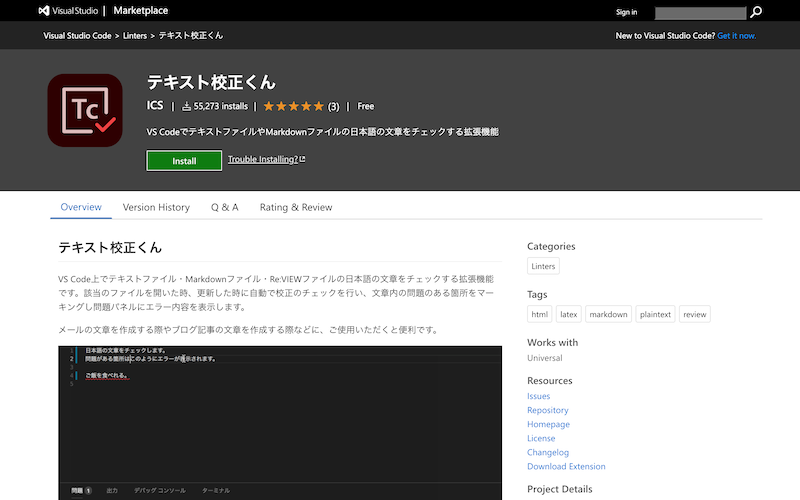 Visual Studio | Marketplace
Sign in
Visual Studio Code > Linters > テキスト校正くん
New to Visual Studio Code? Get it now.
Tc
テキスト校正くん
ICS | 55,273 installs | (3) | Free
VS CodeでテキストファイルやMarkdownファイルの日本語の文章をチェックする拡張機能
Install
Trouble Installing?
Overview
Version History
Q & A
Rating & Review
テキスト校正くん
VS Code上でテキストファイル・Markdownファイル・Re:VIEWファイルの日本語の文章をチェックする拡張機能
です。該当のファイルを開いた時、更新した時に自動で校正のチェックを行い、文章内の問題のある箇所をマー
キングし問題パネルにエラー内容を表示します。
メールの文章を作成する際やブログ記事の文章を作成する際などに、ご使用いただくと便利です。
1 日本語の文章をチェックします。
2 問題がある箇所はこのようにエラーが表示されます。
3
4 ご飯を食べれる。
5
問題 1 出力 デバッグ コンソール ターミナル
Categories
Linters
Tags
html latex markdown plaintext review
Works with
Universal
Resources
Issues
Repository
Homepage
License
Changelog
Download Extension
Project Details